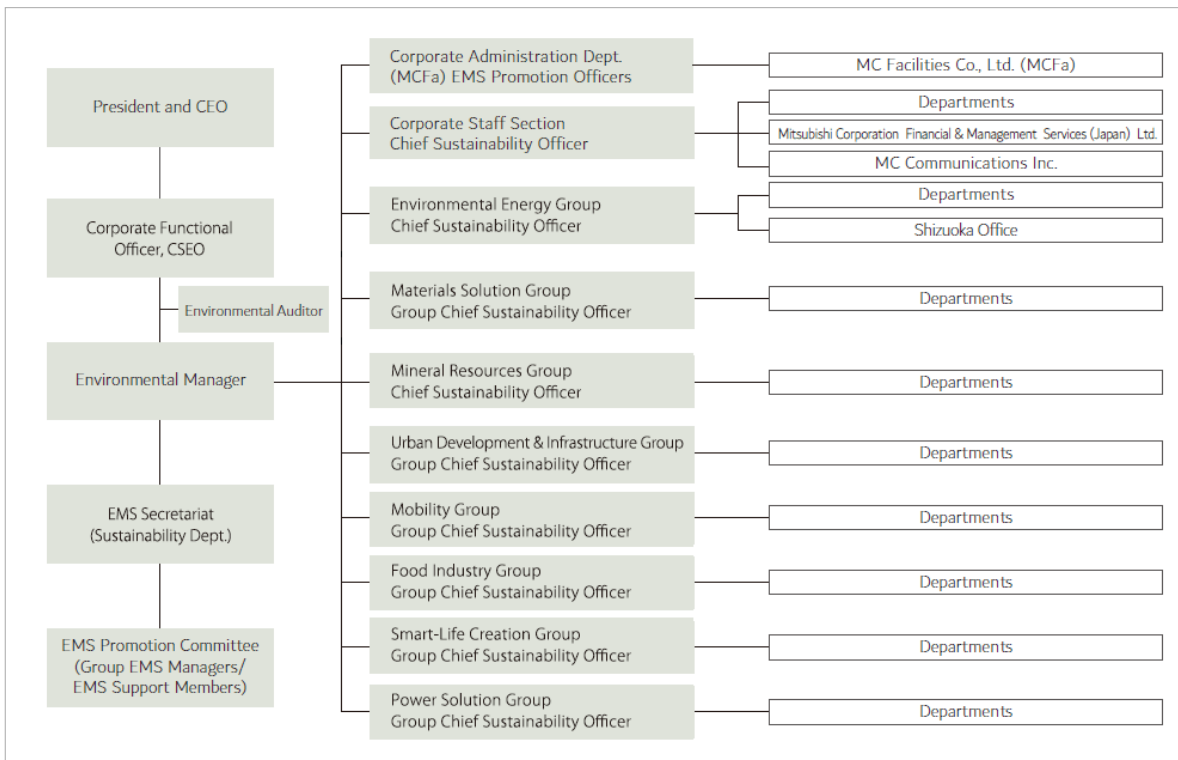 President and CEO
Corporate Functional
Officer, CSEO
Environmental Auditor
Environmental Manager
EMS Secretariat
(Sustainability Dept.)
EMS Promotion Committee
(Group EMS Managers/
EMS Support Members)
Corporate Administration Dept.
(MCFa) EMS Promotion Officers
MC Facilities Co., Ltd. (MCFa)
Corporate Staff Section
Chief Sustainability Officer
Departments
Mitsubishi Corporation Financial & Management Services (Japan) Ltd.
MC Communications Inc.
Environmental Energy Group
Chief Sustainability Officer
Departments
Shizuoka Office
Materials Solution Group
Group Chief Sustainability Officer
Departments
Mineral Resources Group
Chief Sustainability Officer
Departments
Urban Development & Infrastructure Group
Group Chief Sustainability Officer
Departments
Mobility Group
Group Chief Sustainability Officer
Departments
Food Industry Group
Group Chief Sustainability Officer
Departments
Smart-Life Creation Group
Group Chief Sustainability Officer
Departments
Power Solution Group
Group Chief Sustainability Officer
Departments